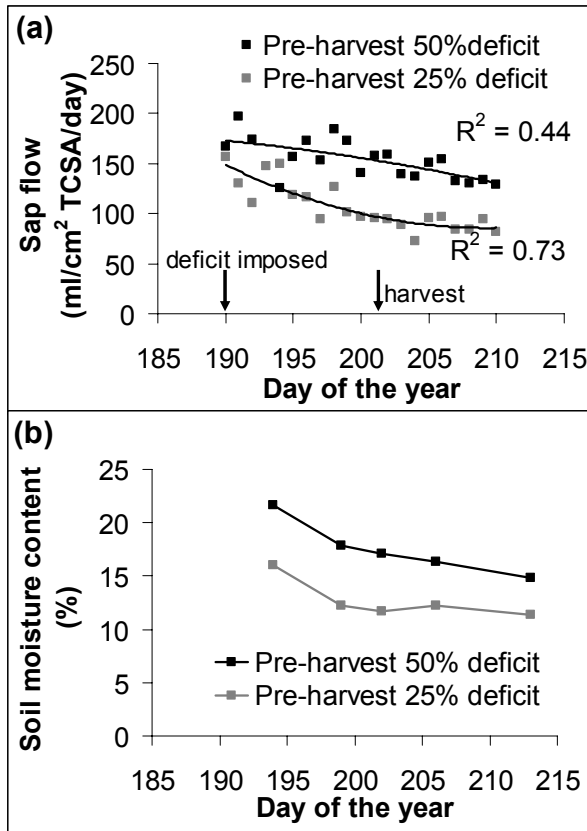 (a)
Pre-harvest 50%deficit
Pre-harvest 25% deficit
250
200
150
100
50
0
Sap flow
(ml/cm² TCSA/day)
R² = 0.44
R² = 0.73
deficit imposed
harvest
185 190 195 200 205 210 215
Day of the year
(b)
25
20
15
10
5
0
Soil moisture content
(%)
Pre-harvest 50% deficit
Pre-harvest 25% deficit
185 190 195 200 205 210 215
Day of the year